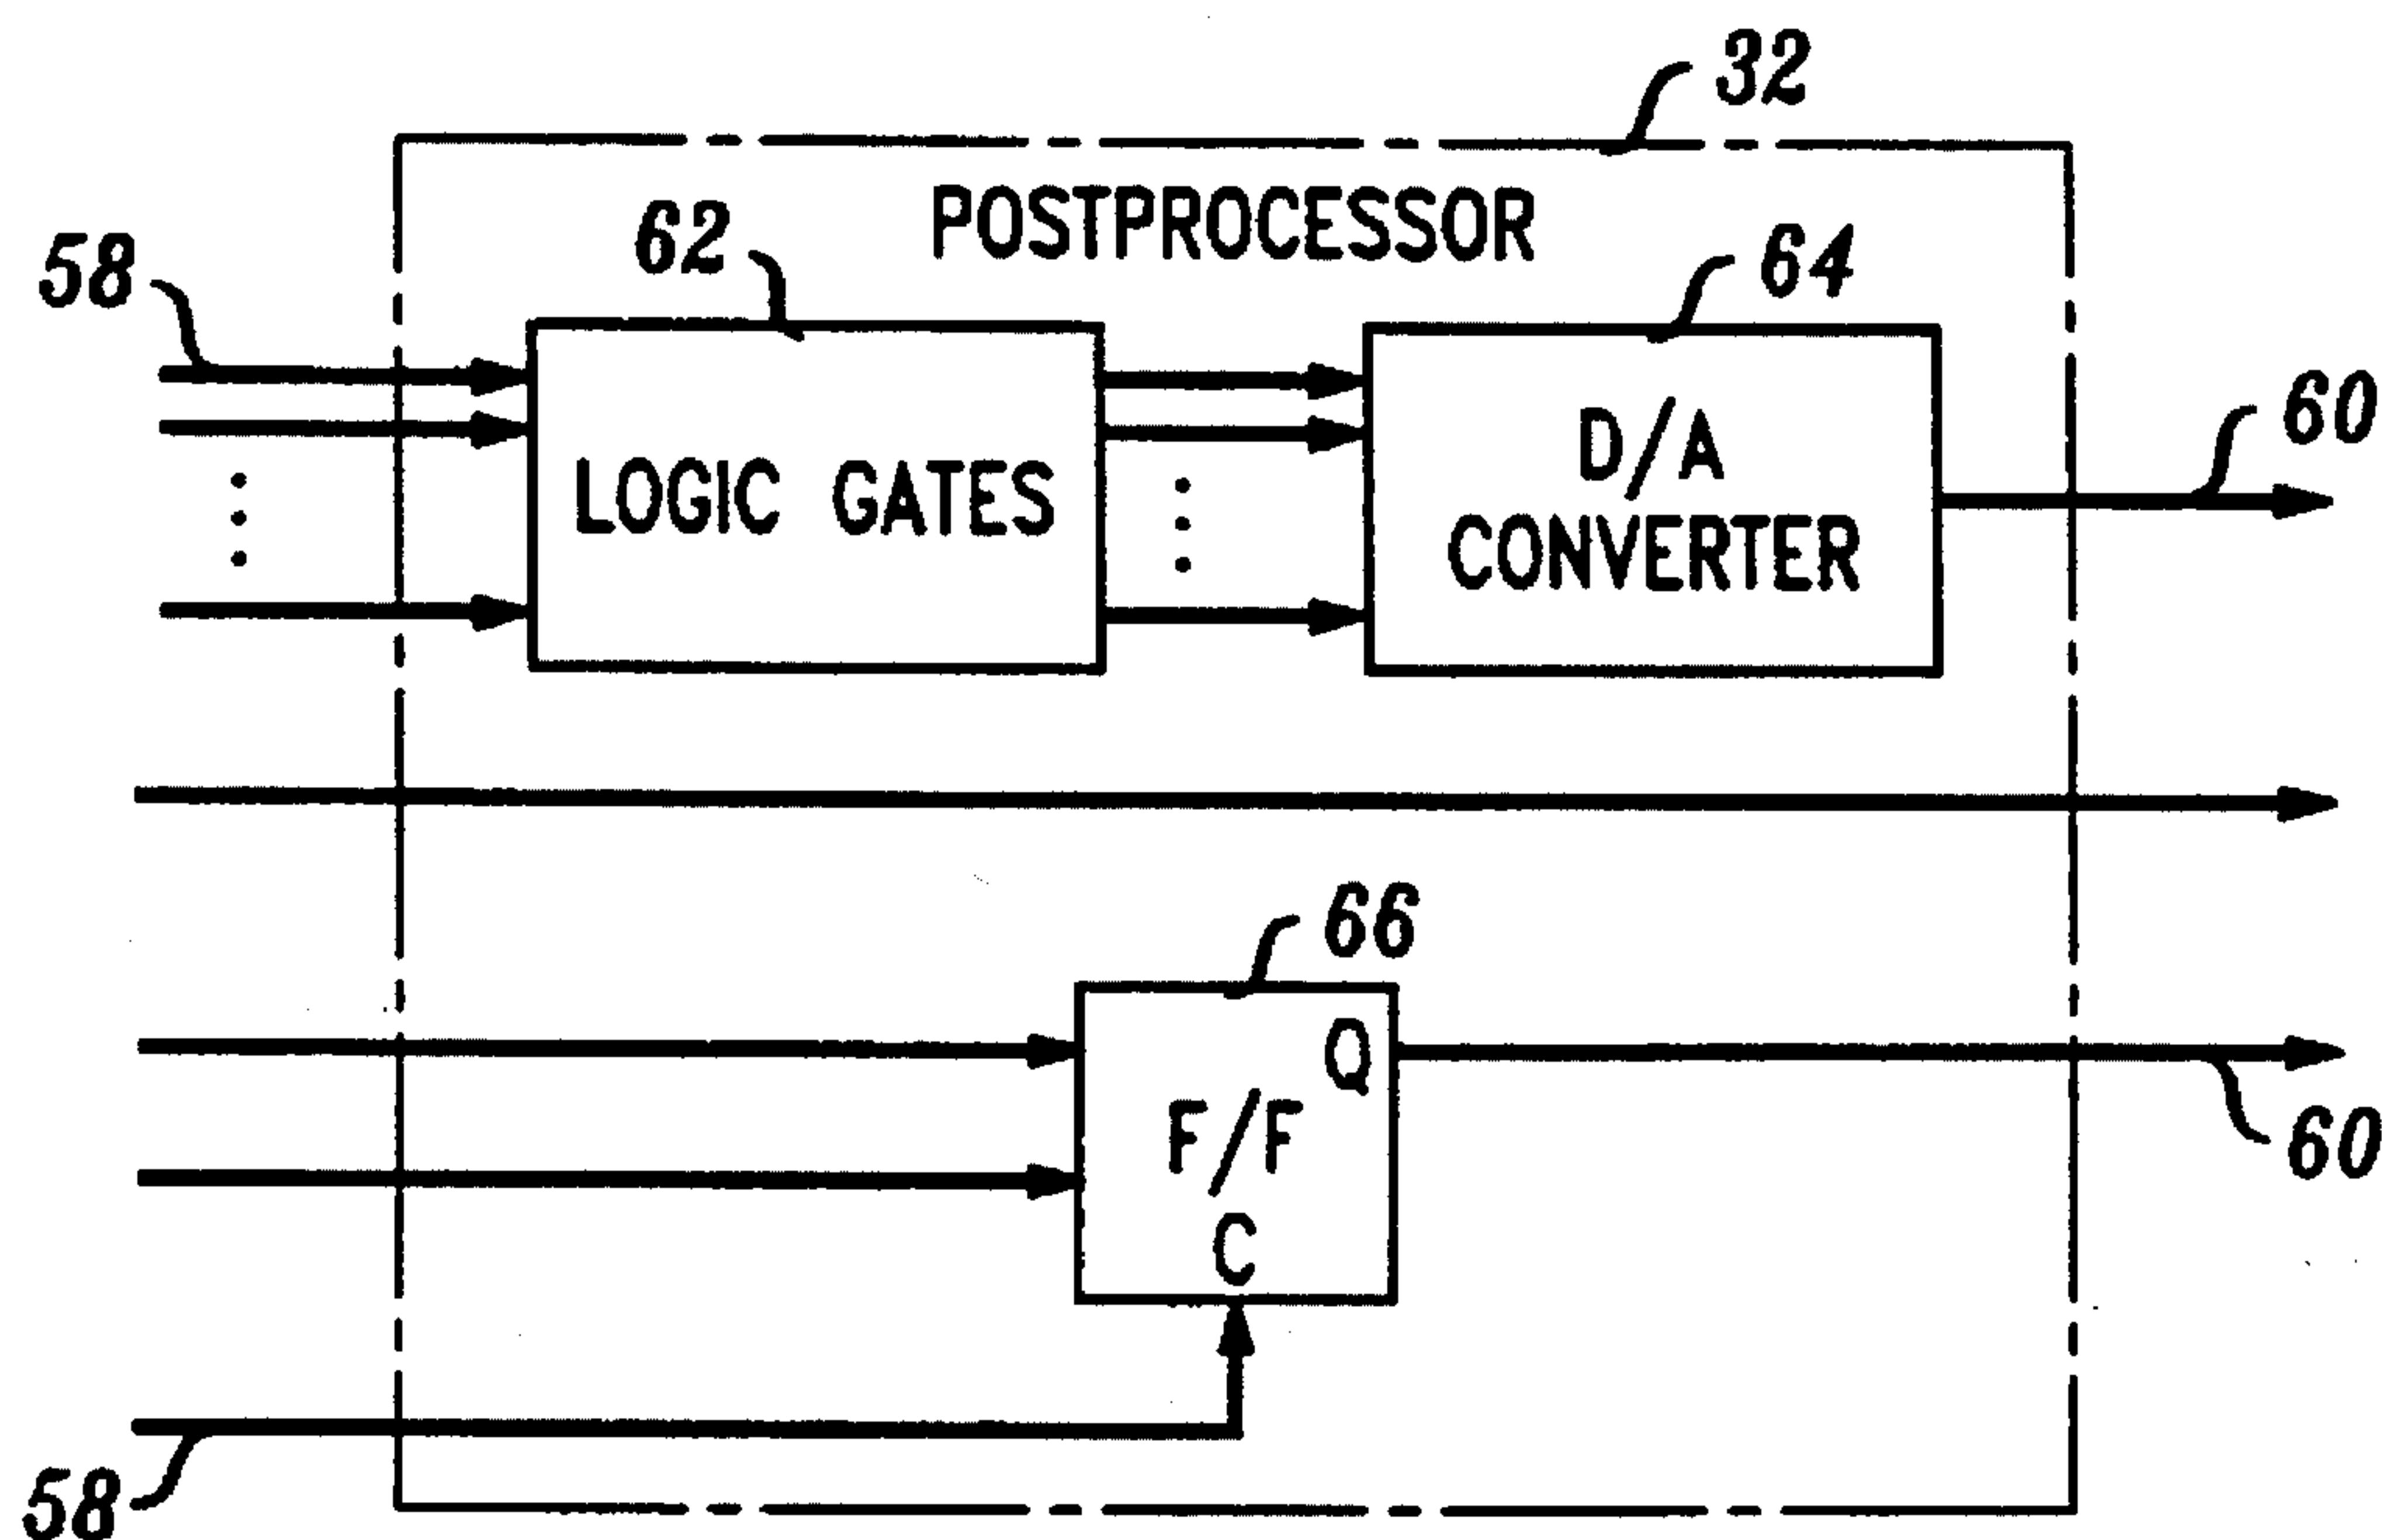 32
POSTPROCESSOR
58
62
64
LOGIC GATES
D/A
CONVERTER
60
66
Q
F/F
C
60
58